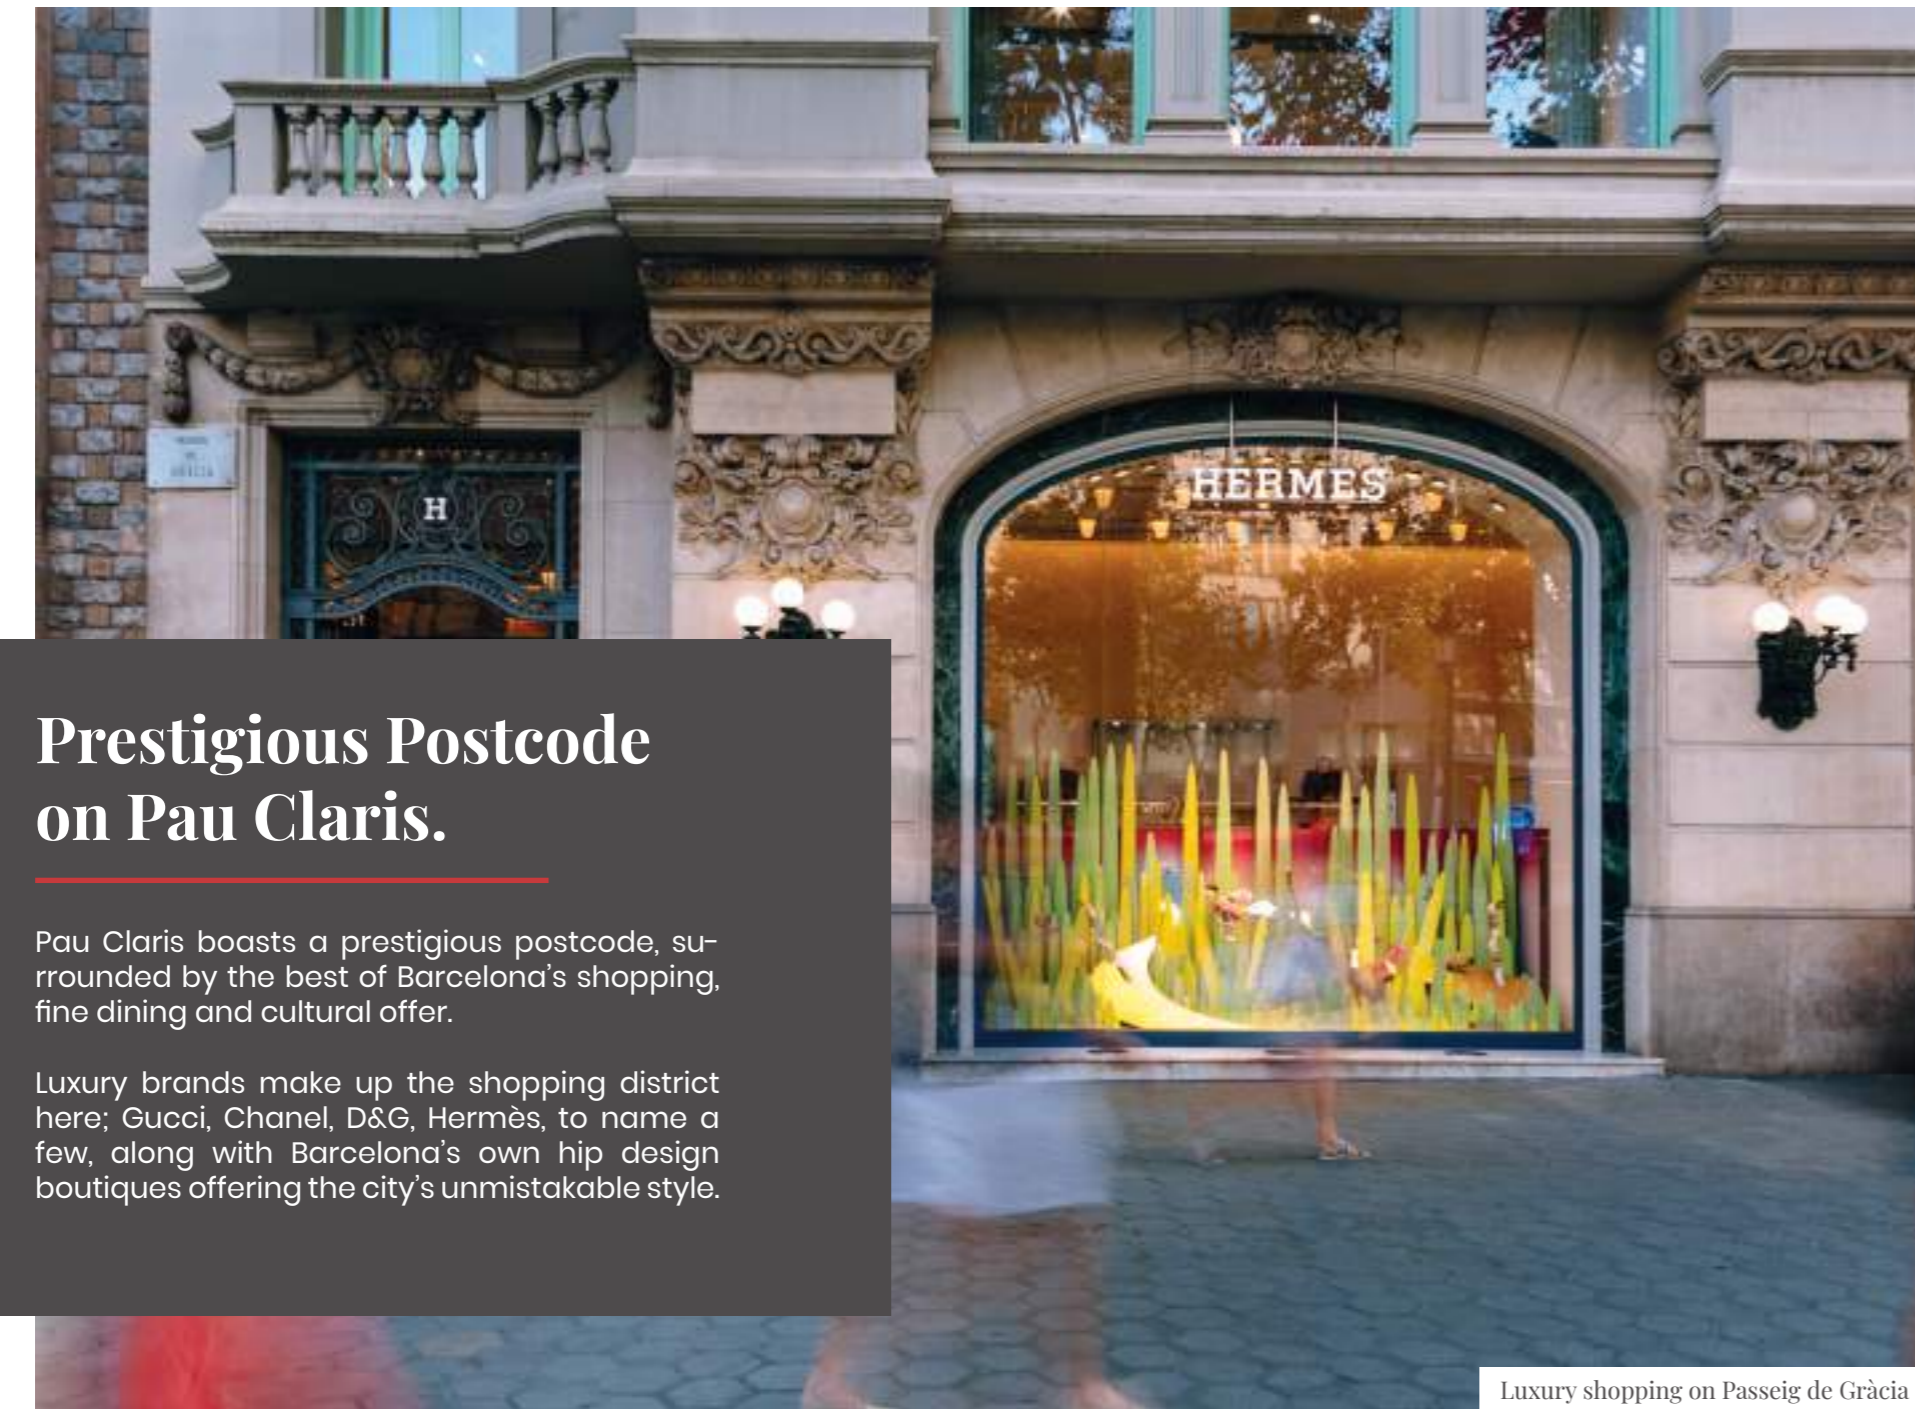 H
HERMES
Prestigious Postcode
on Pau Claris.
Pau Claris boasts a prestigious postcode, su-
rrounded by the best of Barcelona's shopping,
fine dining and cultural offer.
Luxury brands make up the shopping district
here; Gucci, Chanel, D&G, Hermès, to name a
few, along with Barcelona's own hip design
boutiques offering the city's unmistakable style.
Luxury shopping on Passeig de Gràcia